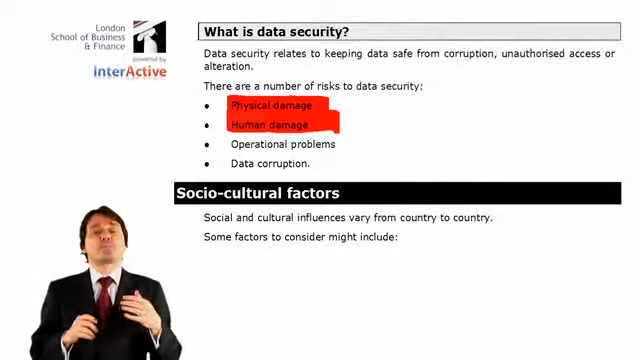 London
School of Business
& Finance
powered by
InterActive
What is data security?
Data security relates to keeping data safe from corruption, unauthorised access or
alteration.
There are a number of risks to data security:
● Physical damage
● Human damage
● Operational problems
● Data corruption.
Socio-cultural factors
Social and cultural influences vary from country to country.
Some factors to consider might include: